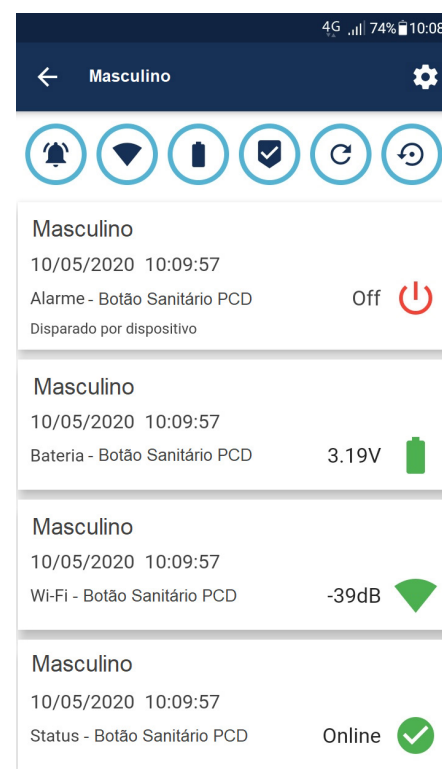 4G 74% 10:08
Masculino
Masculino
10/05/2020 10:09:57
Alarme - Botão Sanitário PCD Off
Disparado por dispositivo
Masculino
10/05/2020 10:09:57
Bateria - Botão Sanitário PCD 3.19V
Masculino
10/05/2020 10:09:57
Wi-Fi - Botão Sanitário PCD -39dB
Masculino
10/05/2020 10:09:57
Status - Botão Sanitário PCD Online